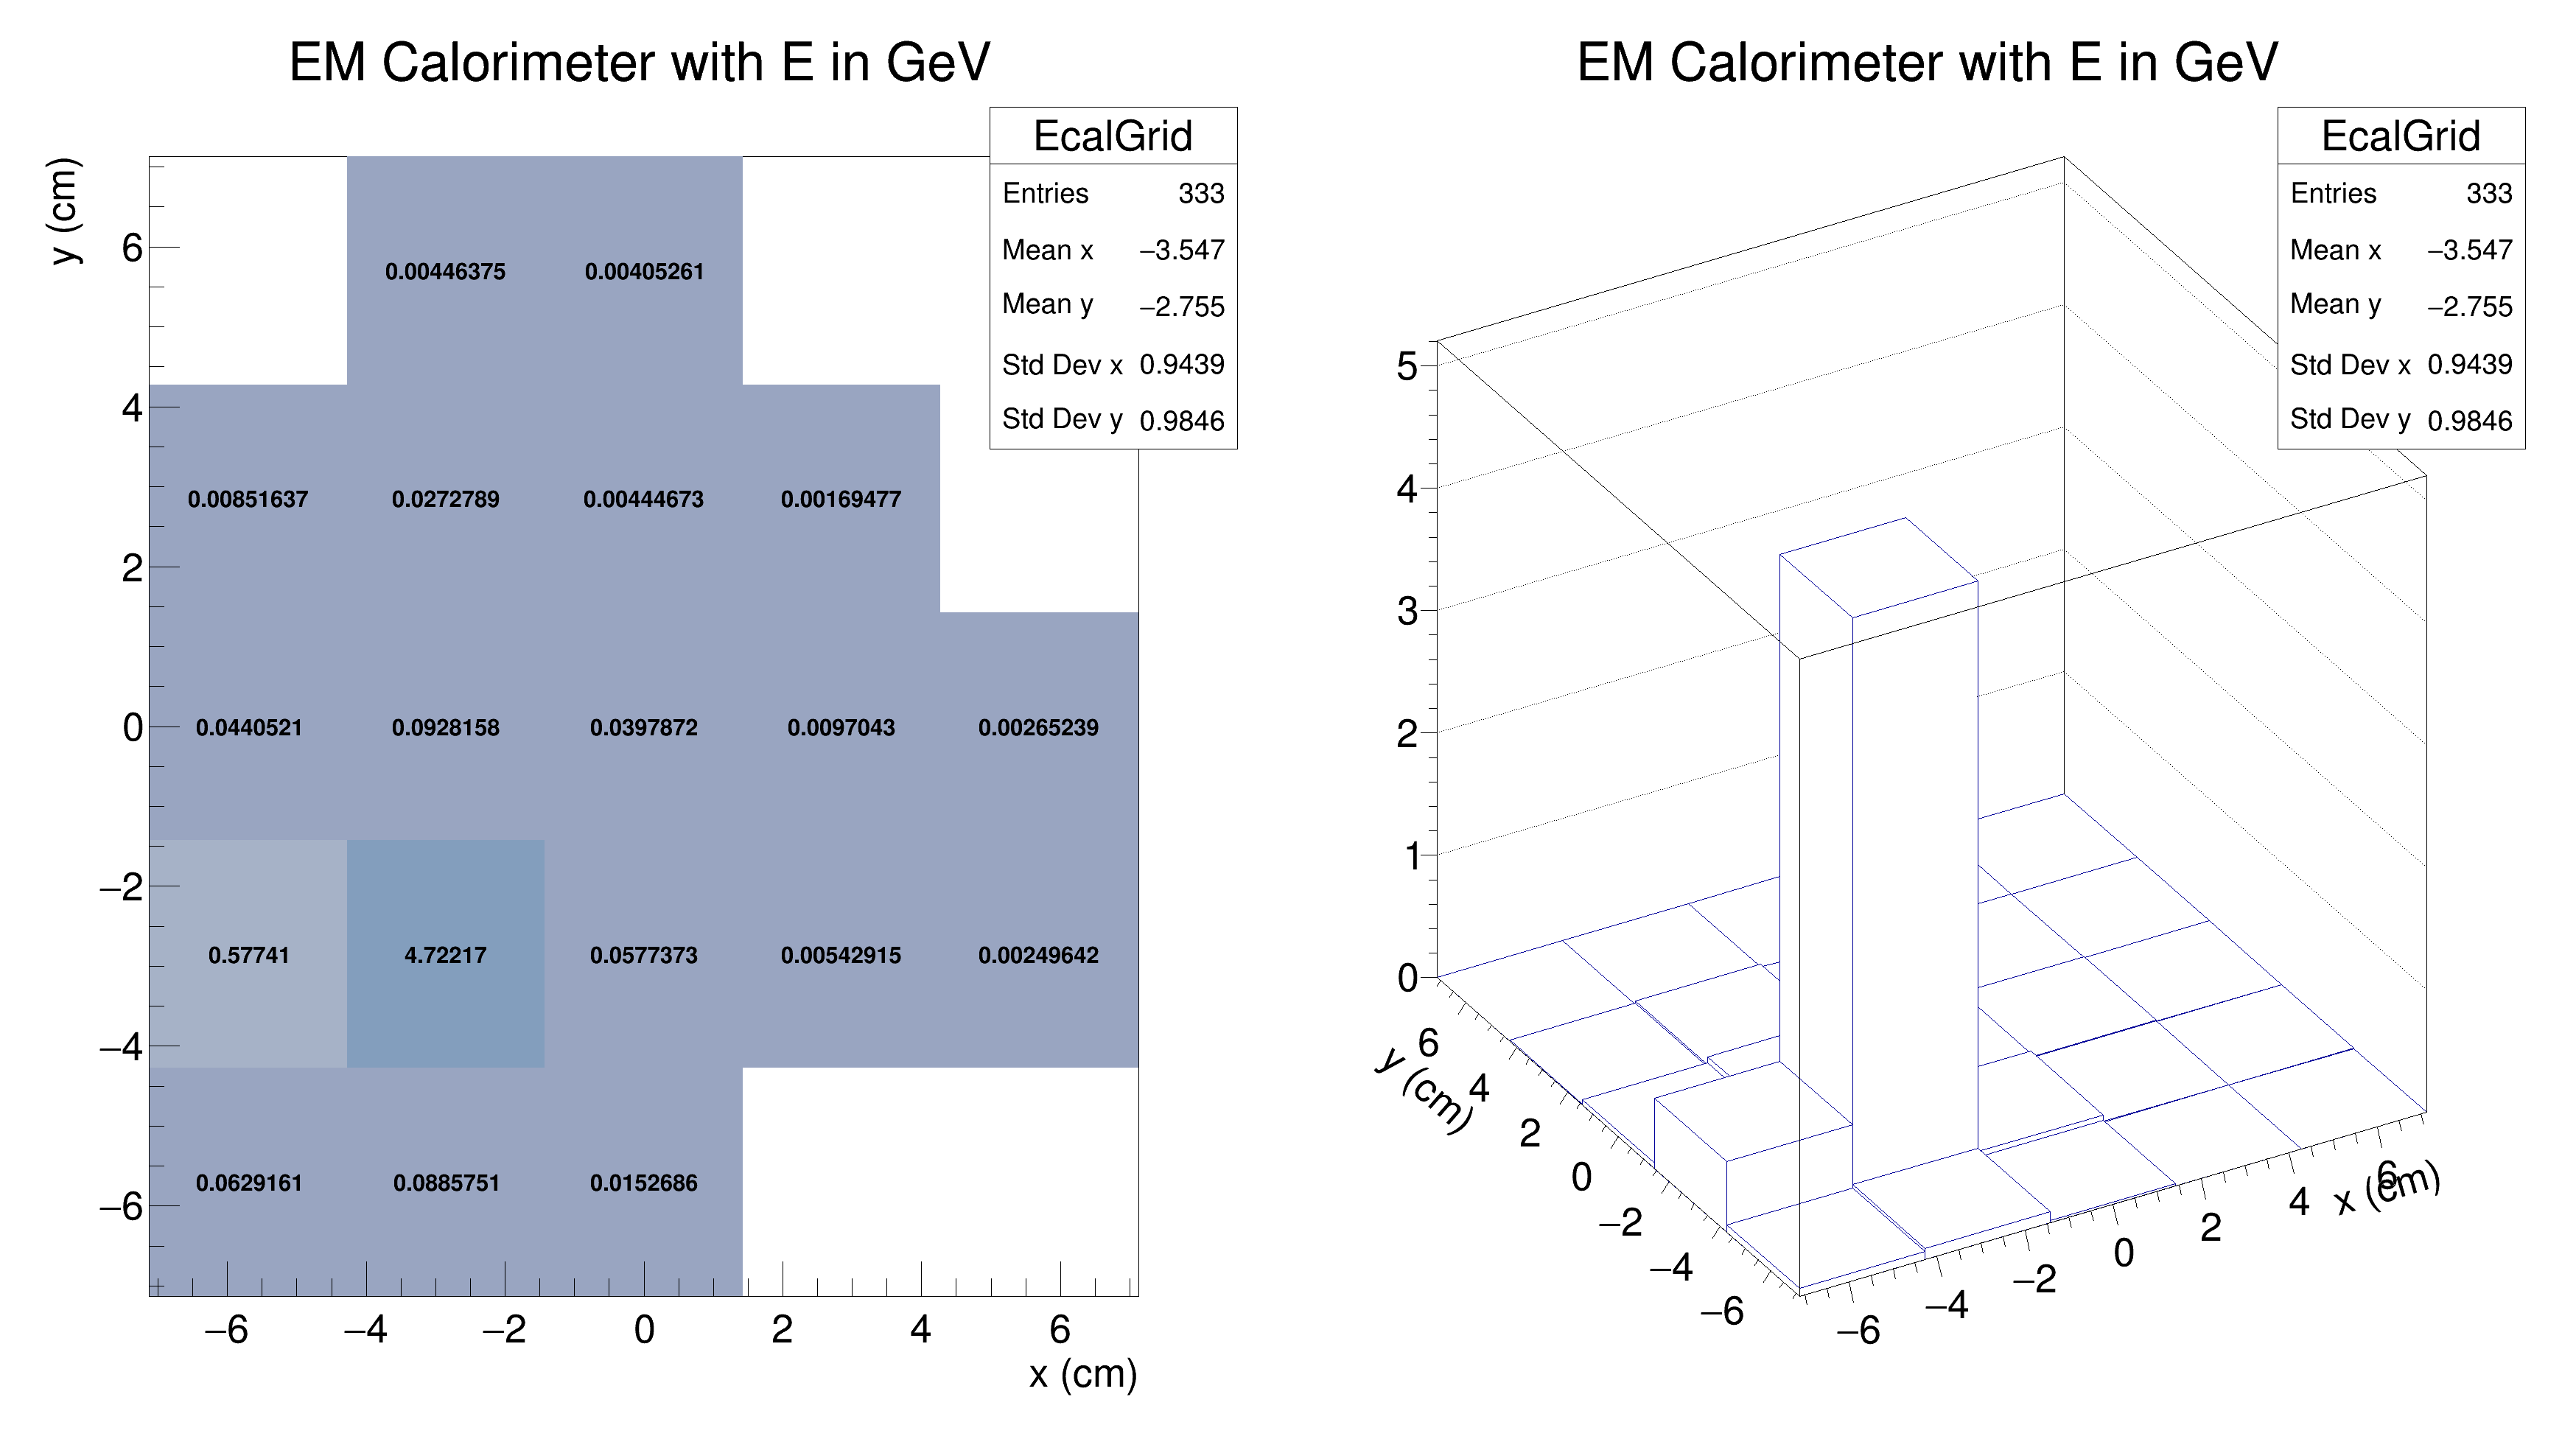 EM Calorimeter with E in GeV
EcalGrid
Entries 333
Mean x −3.547
Mean y −2.755
Std Dev x 0.9439
Std Dev y 0.9846
y (cm)
6
4
2
0
−2
−4
−6
0.00446375 0.00405261
0.00851637 0.0272789 0.00444673 0.00169477
0.0440521 0.0928158 0.0397872 0.0097043 0.00265239
0.57741 4.72217 0.0577373 0.00542915 0.00249642
0.0629161 0.0885751 0.0152686
−6 −4 −2 0 2 4 6
x (cm)
EM Calorimeter with E in GeV
EcalGrid
Entries 333
Mean x −3.547
Mean y −2.755
Std Dev x 0.9439
Std Dev y 0.9846
5
4
3
2
1
0
y (cm)
6
4
2
0
−2
−4
−6
−6
−4
−2
0
2
4
6
x (cm)